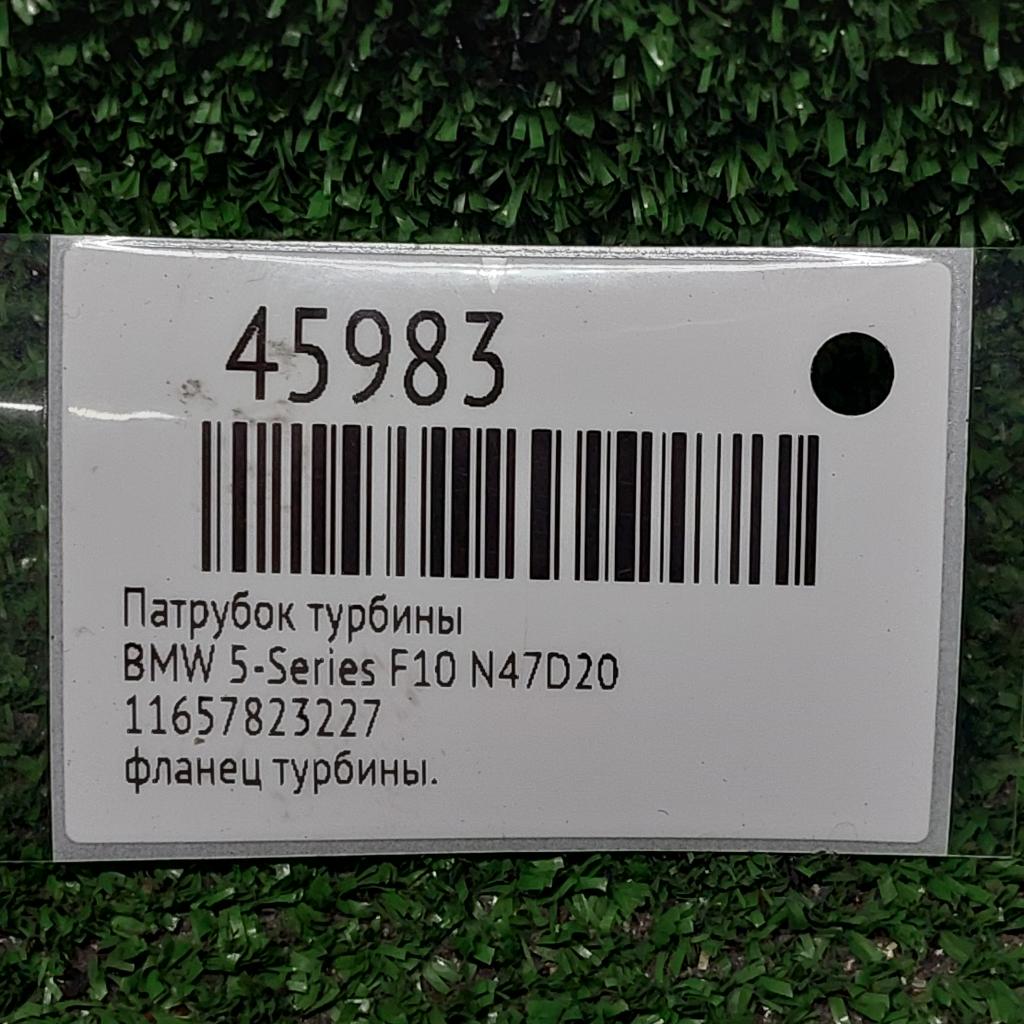 45983
Патрубок турбины
BMW 5-Series F10 N47D20
11657823227
фланец турбины.